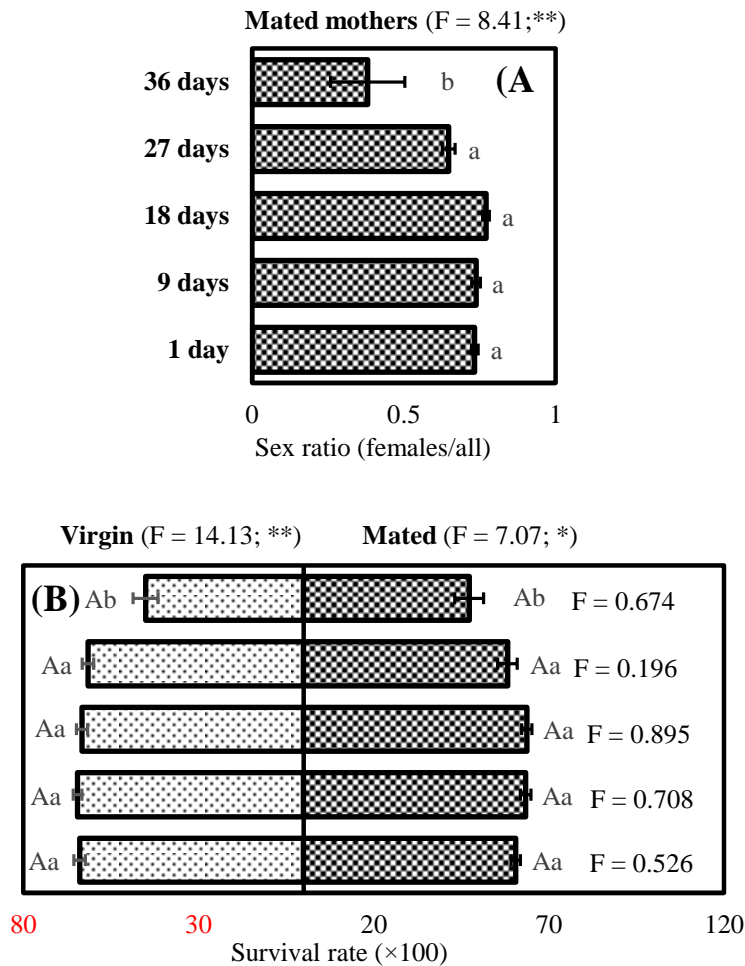 Mated mothers (F = 8.41;**)
36 days
b
(A
27 days
a
18 days
a
9 days
a
1 day
a
0 0.5 1
Sex ratio (females/all)
Virgin (F = 14.13; **) Mated (F = 7.07; *)
(B) Ab Ab F = 0.674
Aa Aa F = 0.196
Aa Aa F = 0.895
Aa Aa F = 0.708
Aa Aa F = 0.526
80 30 20 70 120
Survival rate (×100)